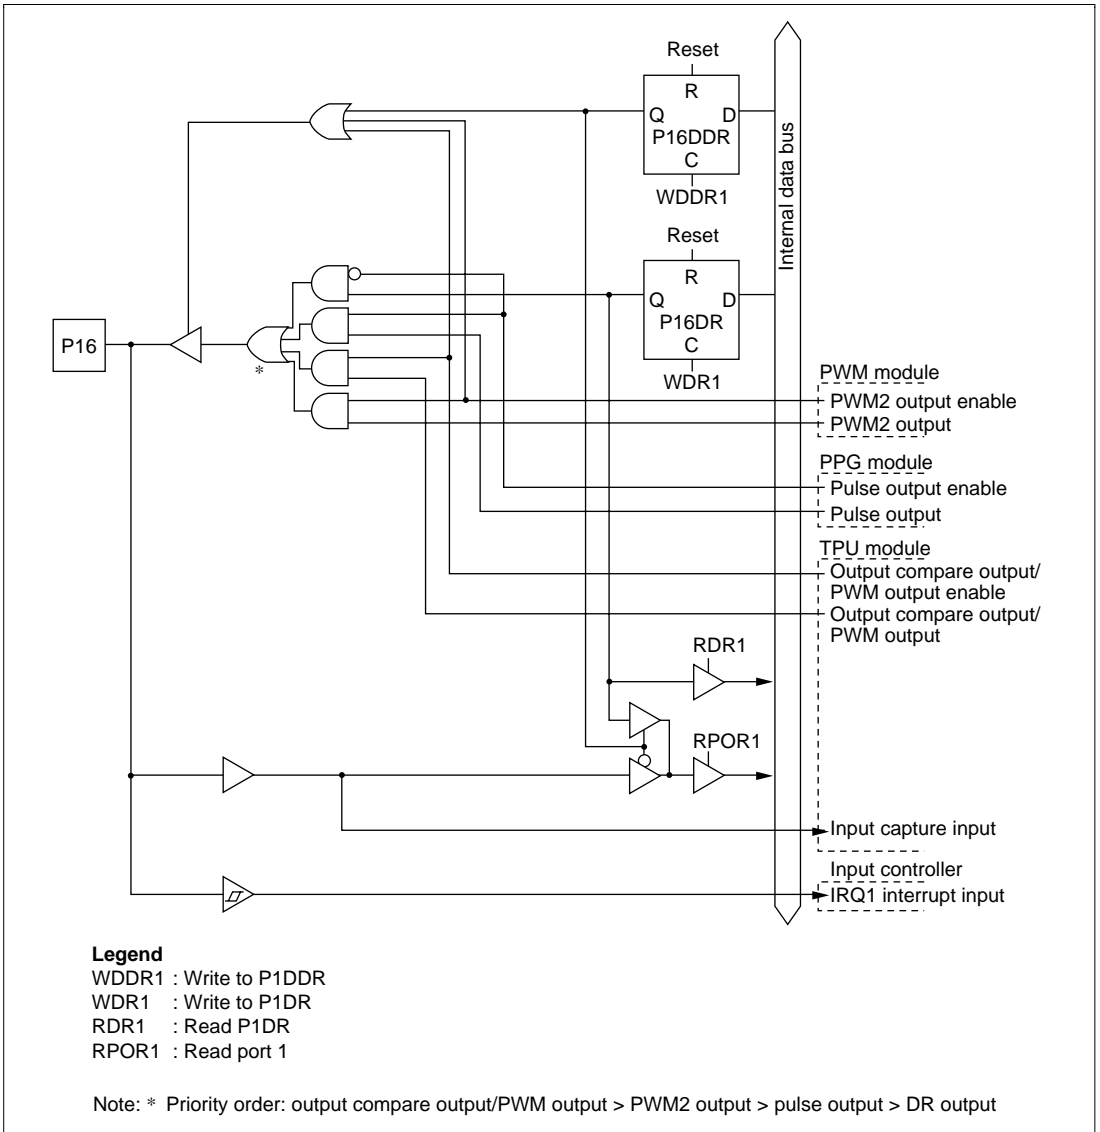 Reset
R
Q D
P16DDR
C
WDDR1
Internal data bus
Reset
R
Q D
P16DR
C
WDR1
P16
*
PWM module
PWM2 output enable
PWM2 output
PPG module
Pulse output enable
Pulse output
TPU module
Output compare output/
PWM output enable
Output compare output/
PWM output
RDR1
RPOR1
Input capture input
Input controller
IRQ1 interrupt input
Legend
WDDR1 : Write to P1DDR
WDR1 : Write to P1DR
RDR1 : Read P1DR
RPOR1 : Read port 1
Note: * Priority order: output compare output/PWM output > PWM2 output > pulse output > DR output